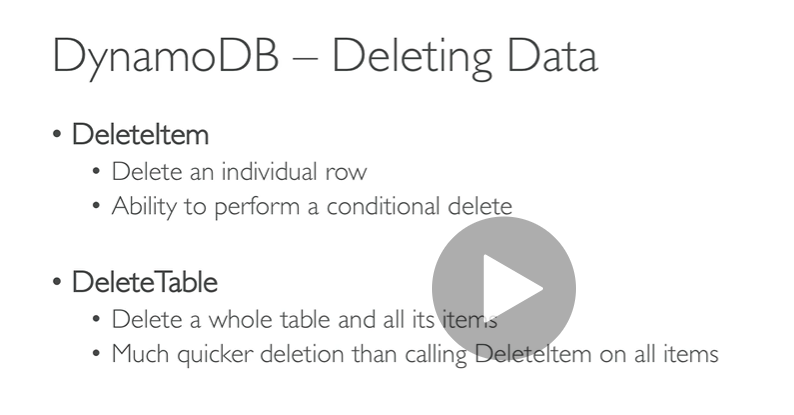 DynamoDB – Deleting Data
• DeleteItem
• Delete an individual row
• Ability to perform a conditional delete
• DeleteTable
• Delete a whole table and all its items
• Much quicker deletion than calling DeleteItem on all items